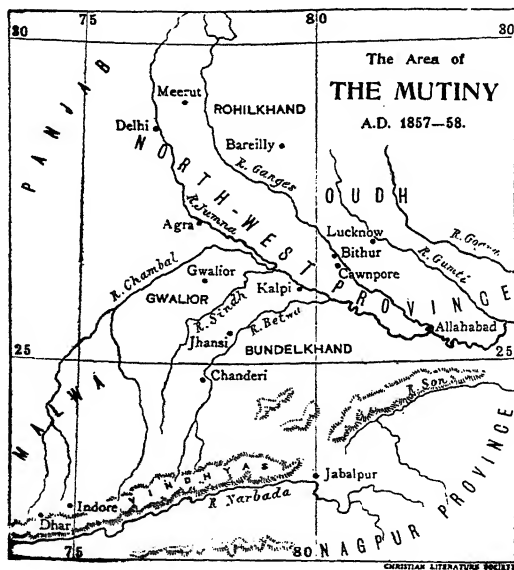 30 75 80 30
The Area of
THE MUTINY
A.D. 1857—58.
PANJAB
Meerut
ROHILKHAND
Delhi
Bareilly
NORTH-WEST PROVINCE
R. Ganges
OUDH
R. Jumna
Agra
Lucknow
R. Gogra
Bithur
R. Gumti
Cawnpore
R. Chambal
Gwalior
GWALIOR
Kalpi
R. Sindh
R. Betwa
Allahabad
Jhansi
BUNDELKHAND
25 25
Chanderi
MALWA
R. Son
VINDHYAS
Jabalpur
Indore
R. Narbada
Dhar
NAGPUR PROVINCE
75 80
CHRISTIAN LITERATURE SOCIETY